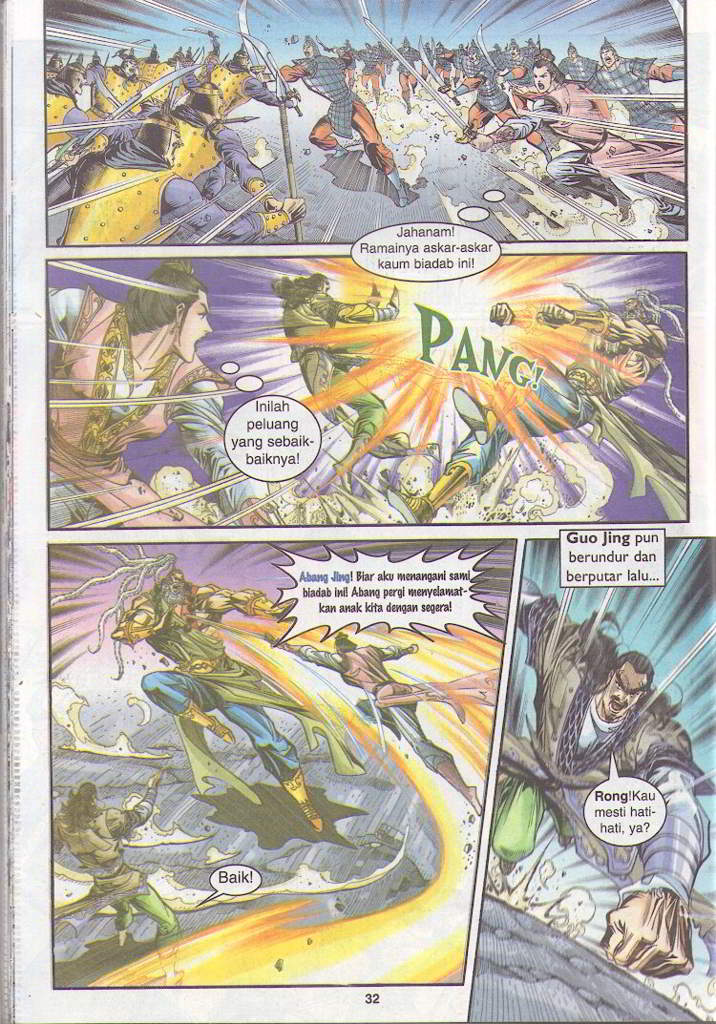 Jahanam!
Ramainya askar-askar
kaum biadab ini!
PANG!
Inilah
peluang
yang sebaik-
baiknya!
Abang Jing! Biar aku menangani sami
biadab ini! Abang pergi menyelamat-
kan anak kita dengan segera!
Baik!
Guo Jing pun
berundur dan
berputar lalu...
Rong!Kau
mesti hati-
hati, ya?
32